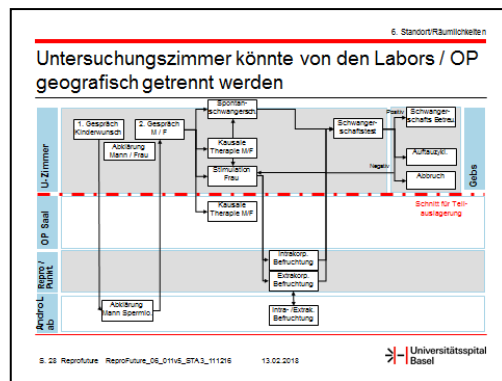 6. Standort/Räumlichkeiten
Untersuchungszimmer könnte von den Labors / OP
geografisch getrennt werden
U-Zimmer
1. Gespräch
Kinderwunsch
Abklärung
Mann / Frau
2. Gespräch
M / F
Spontan-
schwangersch.
Kausale
Therapie M/F
Stimulation
Frau
Schwanger-
schaftstest
Positiv
Negativ
Schwanger-
schafts Betreu.
Auftauzykl.
Abbruch
Gebs
Schnitt für Teil-
auslagerung
OP Saal
Kausale
Therapie M/F
Repro /
Punkt.
Intrakorp.
Befruchtung
Extrakorp.
Befruchtung
Andro L
ab
Abklärung
Mann Spermio.
Intra- /Extrak.
Befruchtung
S. 28 Reprofuture ReproFuture_06_011v5_STA3_111216 13.02.2018
Universitätsspital
Basel